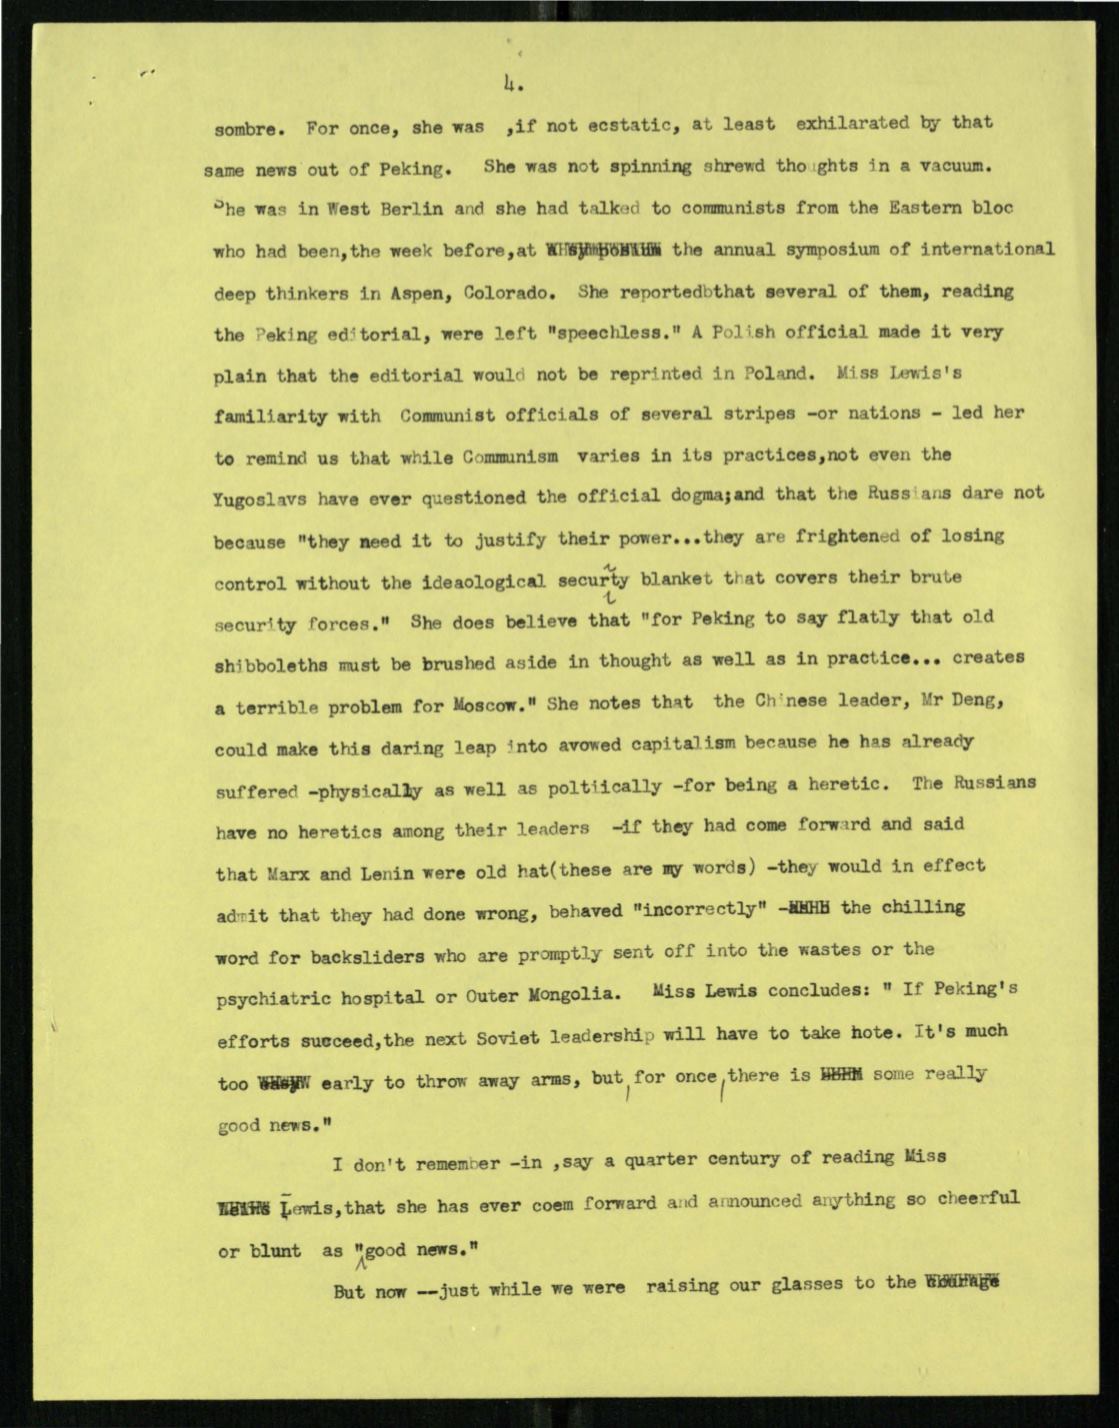 4.
sombre. For once, she was ,if not ecstatic, at least exhilarated by that
same news out of Peking. She was not spinning shrewd thoughts in a vacuum.
She was in West Berlin and she had talked to communists from the Eastern bloc
who had been,the week before,at the annual symposium of international
deep thinkers in Aspen, Colorado. She reportedbthat several of them, reading
the Peking editorial, were left "speechless." A Polish official made it very
plain that the editorial would not be reprinted in Poland. Miss Lewis's
familiarity with Communist officials of several stripes -or nations - led her
to remind us that while Communism varies in its practices,not even the
Yugoslavs have ever questioned the official dogma;and that the Russians dare not
because "they need it to justify their power...they are frightened of losing
control without the ideaological securty blanket that covers their brute
i
security forces." She does believe that "for Peking to say flatly that old
shibboleths must be brushed aside in thought as well as in practice... creates
a terrible problem for Moscow." She notes that the Chinese leader, Mr Deng,
could make this daring leap into avowed capitalism because he has already
suffered -physically as well as poltiically -for being a heretic. The Russians
have no heretics among their leaders -if they had come forward and said
that Marx and Lenin were old hat(these are my words) -they would in effect
admit that they had done wrong, behaved "incorrectly" - the chilling
word for backsliders who are promptly sent off into the wastes or the
psychiatric hospital or Outer Mongolia. Miss Lewis concludes: " If Peking's
efforts succeed,the next Soviet leadership will have to take hote. It's much
too early to throw away arms, but,for once,there is some really
good news."
I don't remember -in ,say a quarter century of reading Miss
Lewis,that she has ever coem forward and announced anything so cheerful
or blunt as "good news."
But now --just while we were raising our glasses to the courage